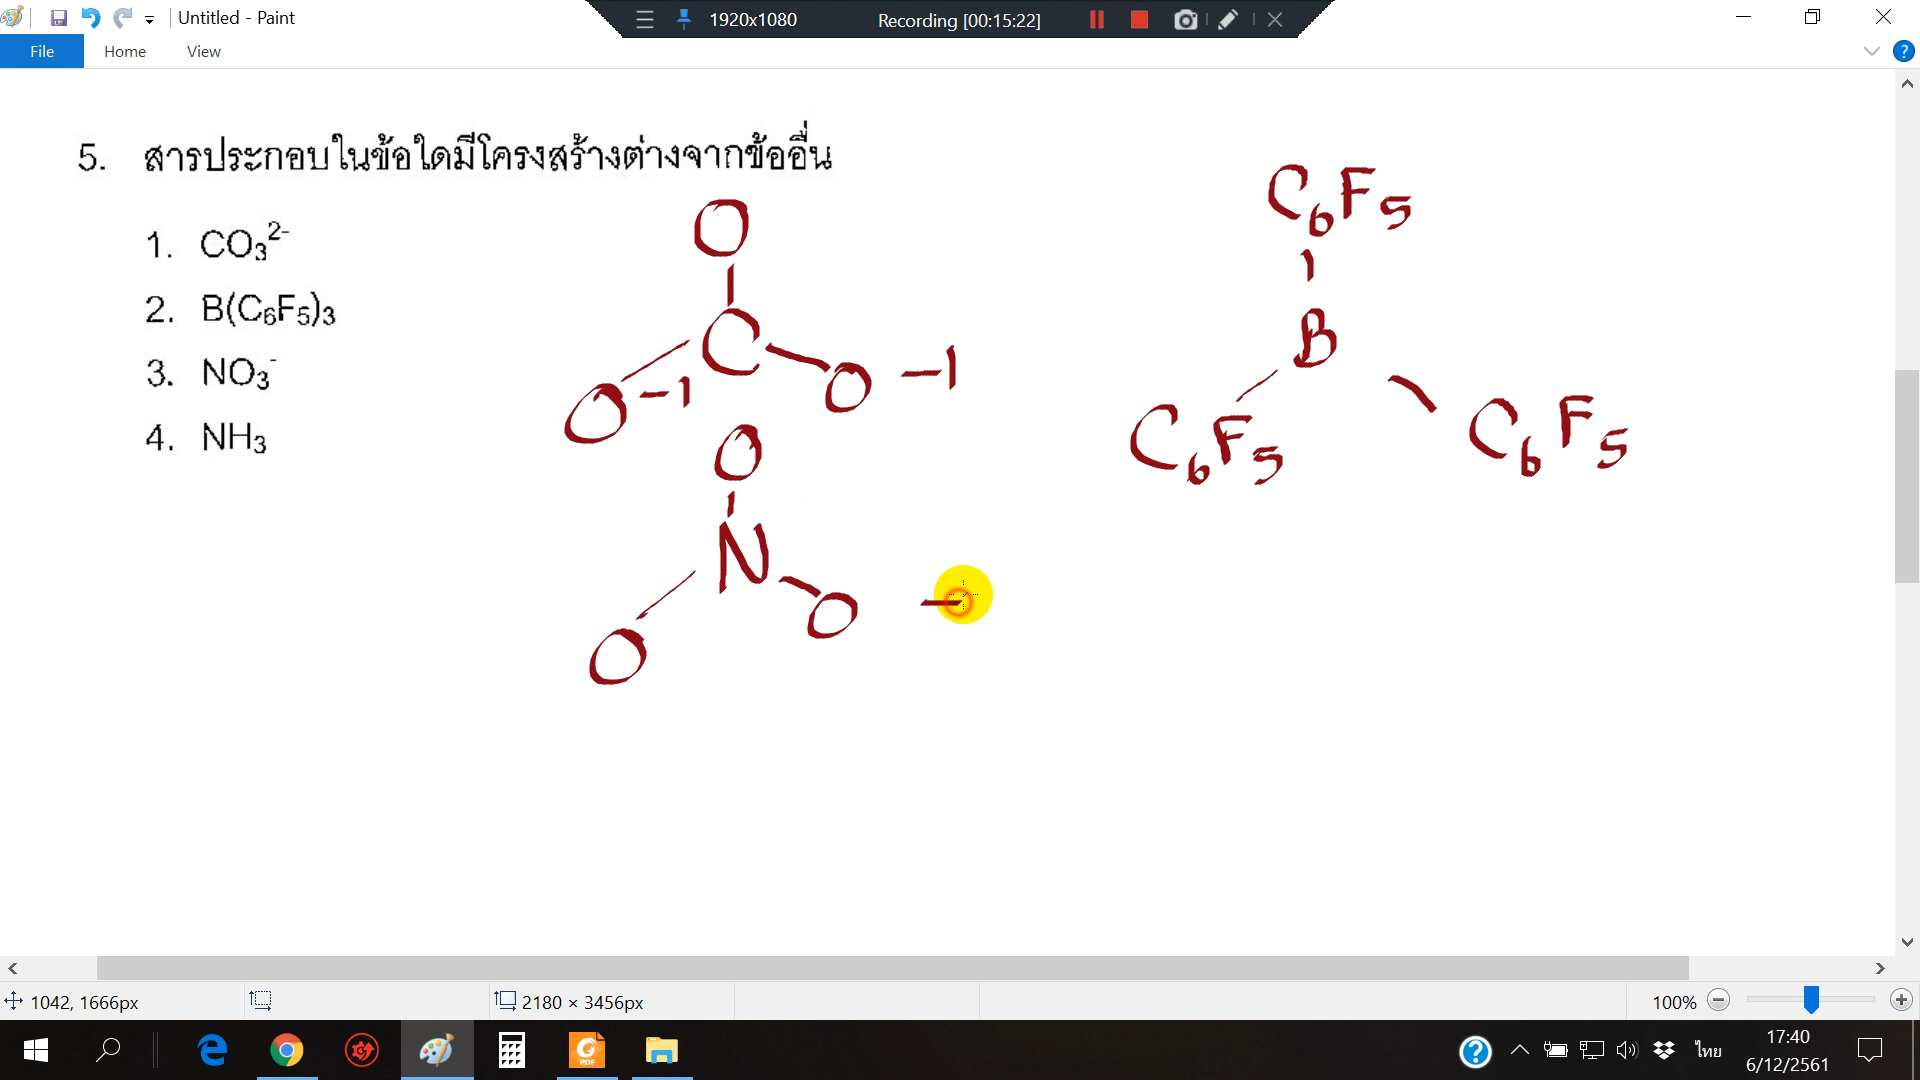 Untitled - Paint
1920x1080
Recording [00:15:22]
File
Home
View
5. สารประกอบในข้อใดมีโครงสร้างต่างจากข้ออื่น
1. CO₃²⁻
2. B(C₆F₅)₃
3. NO₃⁻
4. NH₃
O
C
O -1
O -1
O
N
O
O
C₆F₅
B
C₆F₅
C₆F₅
1042, 1666px
2180 × 3456px
100%
PDF
ไทย
17:40
6/12/2561